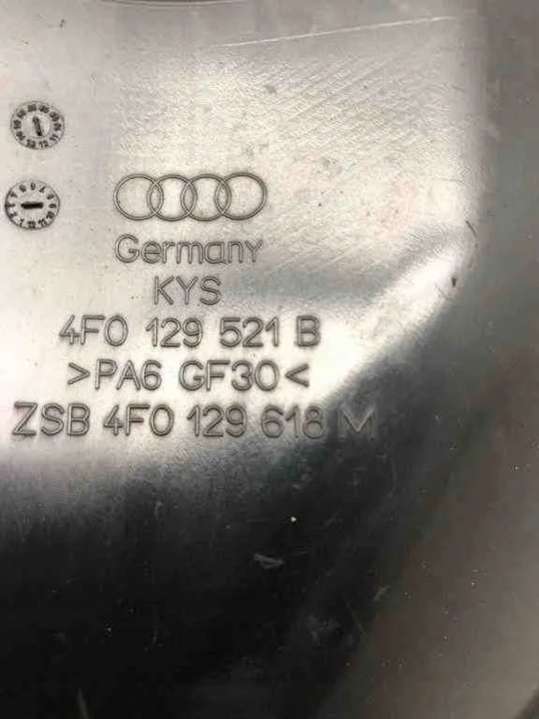 Germany
KYS
4F0 129 521 B
>PA6 GF30<
ZSB 4F0 129 618 M